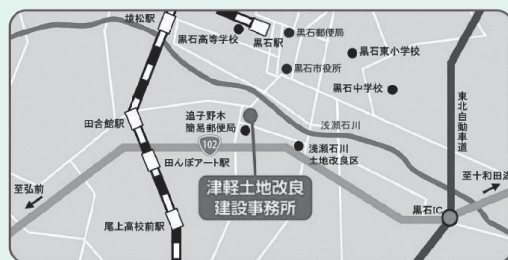 境松駅
黒石高等学校
黒石駅
黒石郵便局
黒石東小学校
黒石市役所
黒石中学校
東北自動車道
田舎館駅
追子野木
簡易郵便局
浅瀬石川
102
浅瀬石川
土地改良区
田んぼアート駅
至弘前
津軽土地改良
建設事務所
至十和田湖
尾上高校前駅
黒石IC